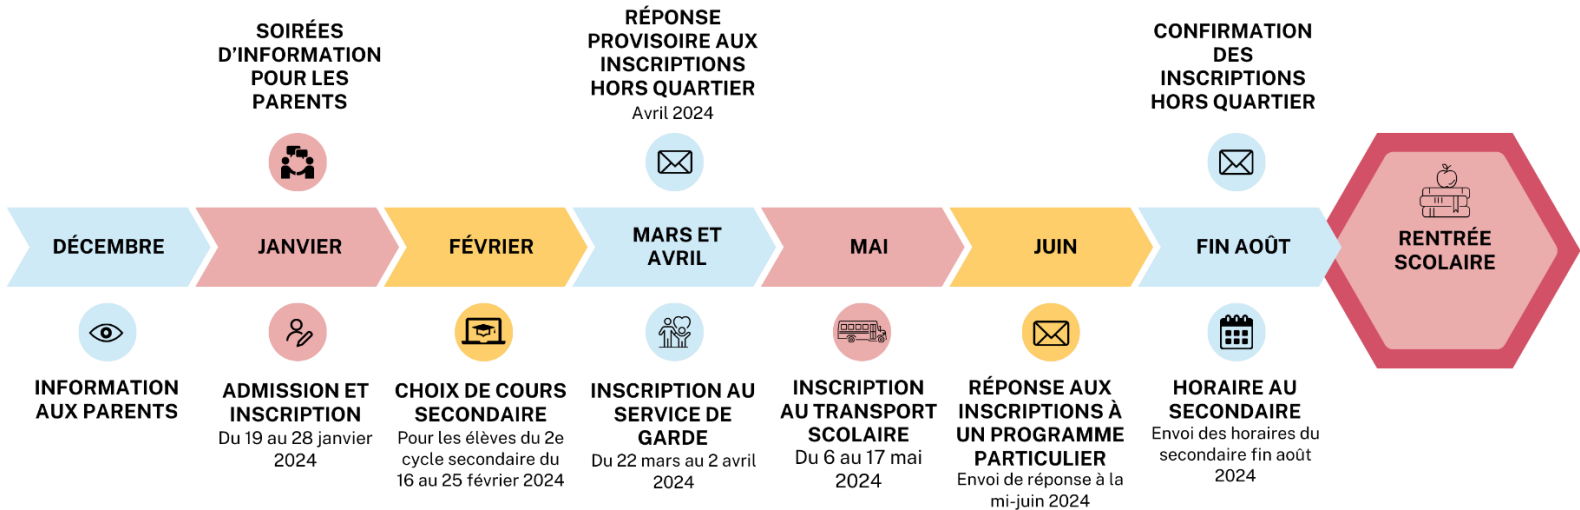 SOIRÉES
D'INFORMATION
POUR LES
PARENTS
RÉPONSE
PROVISOIRE AUX
INSCRIPTIONS
HORS QUARTIER
Avril 2024
CONFIRMATION
DES
INSCRIPTIONS
HORS QUARTIER
DÉCEMBRE
JANVIER
FÉVRIER
MARS ET
AVRIL
MAI
JUIN
FIN AOÛT
RENTRÉE
SCOLAIRE
INFORMATION
AUX PARENTS
ADMISSION ET
INSCRIPTION
Du 19 au 28 janvier
2024
CHOIX DE COURS
SECONDAIRE
Pour les élèves du 2e
cycle secondaire du
16 au 25 février 2024
INSCRIPTION AU
SERVICE DE
GARDE
Du 22 mars au 2 avril
2024
INSCRIPTION
AU TRANSPORT
SCOLAIRE
Du 6 au 17 mai
2024
RÉPONSE AUX
INSCRIPTIONS À
UN PROGRAMME
PARTICULIER
Envoi de réponse à la
mi-juin 2024
HORAIRE AU
SECONDAIRE
Envoi des horaires du
secondaire fin août
2024